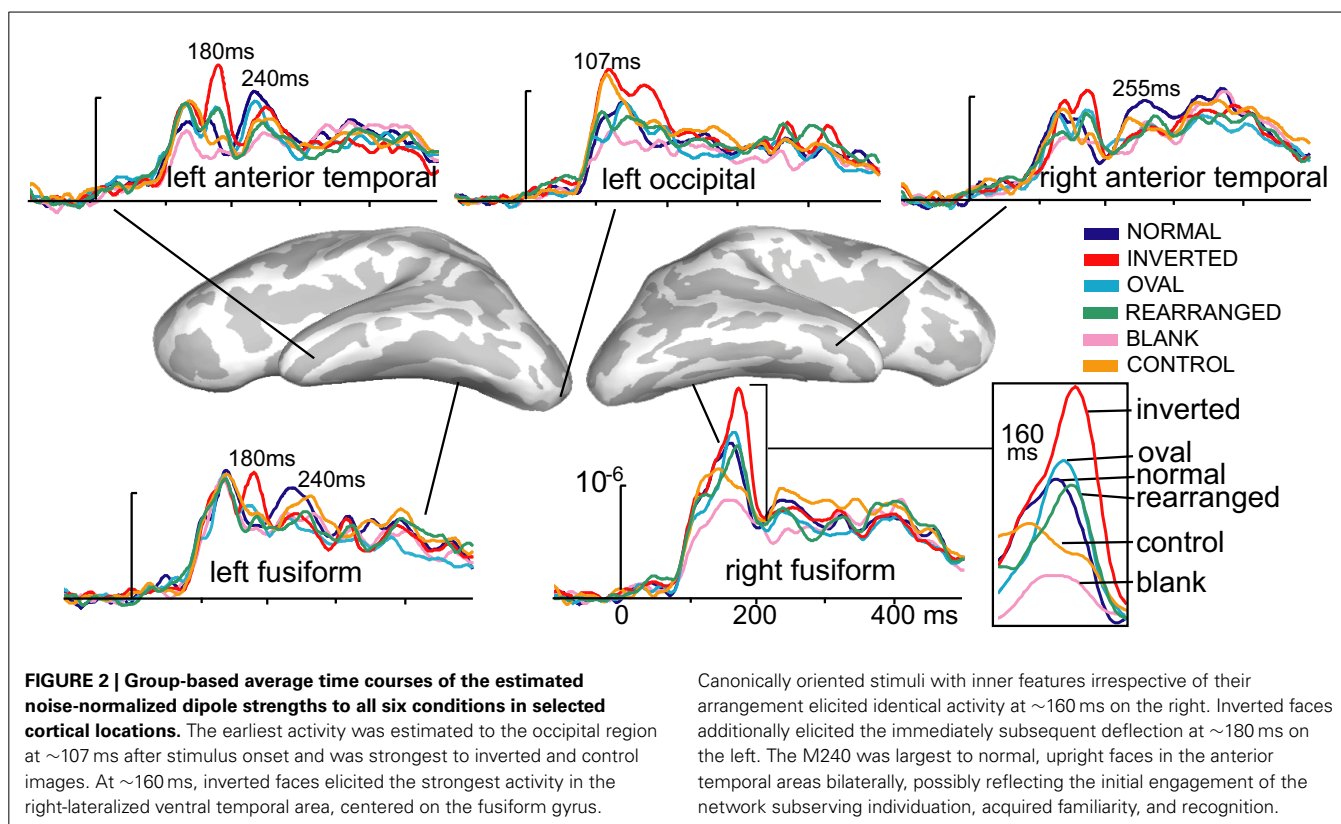 180ms
240ms
left anterior temporal
107ms
left occipital
255ms
right anterior temporal
NORMAL
INVERTED
OVAL
REARRANGED
BLANK
CONTROL
180ms
240ms
left fusiform
10-6
right fusiform
0
200
400 ms
160
ms
inverted
oval
normal
rearranged
control
blank
FIGURE 2 | Group-based average time courses of the estimated
noise-normalized dipole strengths to all six conditions in selected
cortical locations. The earliest activity was estimated to the occipital region
at ∼107 ms after stimulus onset and was strongest to inverted and control
images. At ∼160 ms, inverted faces elicited the strongest activity in the
right-lateralized ventral temporal area, centered on the fusiform gyrus.
Canonically oriented stimuli with inner features irrespective of their
arrangement elicited identical activity at ∼160 ms on the right. Inverted faces
additionally elicited the immediately subsequent deflection at ∼180 ms on
the left. The M240 was largest to normal, upright faces in the anterior
temporal areas bilaterally, possibly reflecting the initial engagement of the
network subserving individuation, acquired familiarity, and recognition.